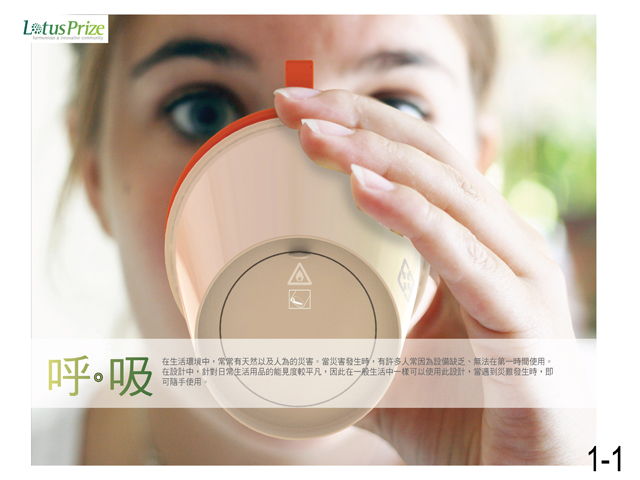 LotusPrize
harmonious & innovative community
呼吸
在生活環境中，常常有天然以及人為的災害。當災害發生時，有許多人常因為設備缺乏、無法在第一時間使用。
在設計中，針對日常生活用品的能見度較平凡，因此在一般生活中一樣可以使用此設計，當遇到災難發生時，即
可隨手使用。
1-1